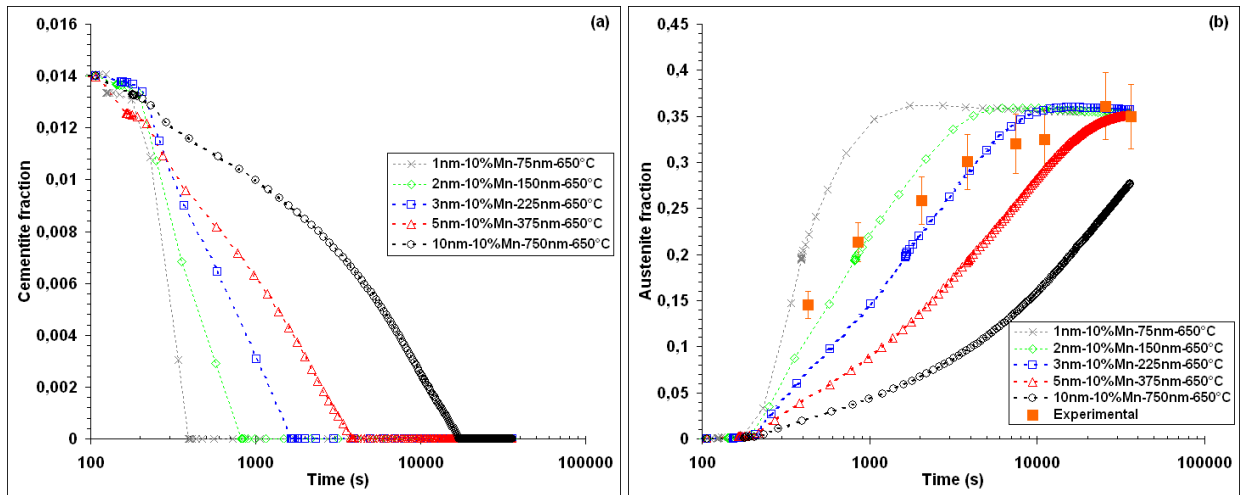 (a)
0,016
0,014
0,012
0,01
0,008
0,006
0,004
0,002
0
Cementite fraction
1nm-10%Mn-75nm-650°C
2nm-10%Mn-150nm-650°C
3nm-10%Mn-225nm-650°C
5nm-10%Mn-375nm-650°C
10nm-10%Mn-750nm-650°C
100 1000 10000 100000
Time (s)
(b)
0,45
0,4
0,35
0,3
0,25
0,2
0,15
0,1
0,05
0
Austenite fraction
1nm-10%Mn-75nm-650°C
2nm-10%Mn-150nm-650°C
3nm-10%Mn-225nm-650°C
5nm-10%Mn-375nm-650°C
10nm-10%Mn-750nm-650°C
Experimental
100 1000 10000 100000
Time (s)